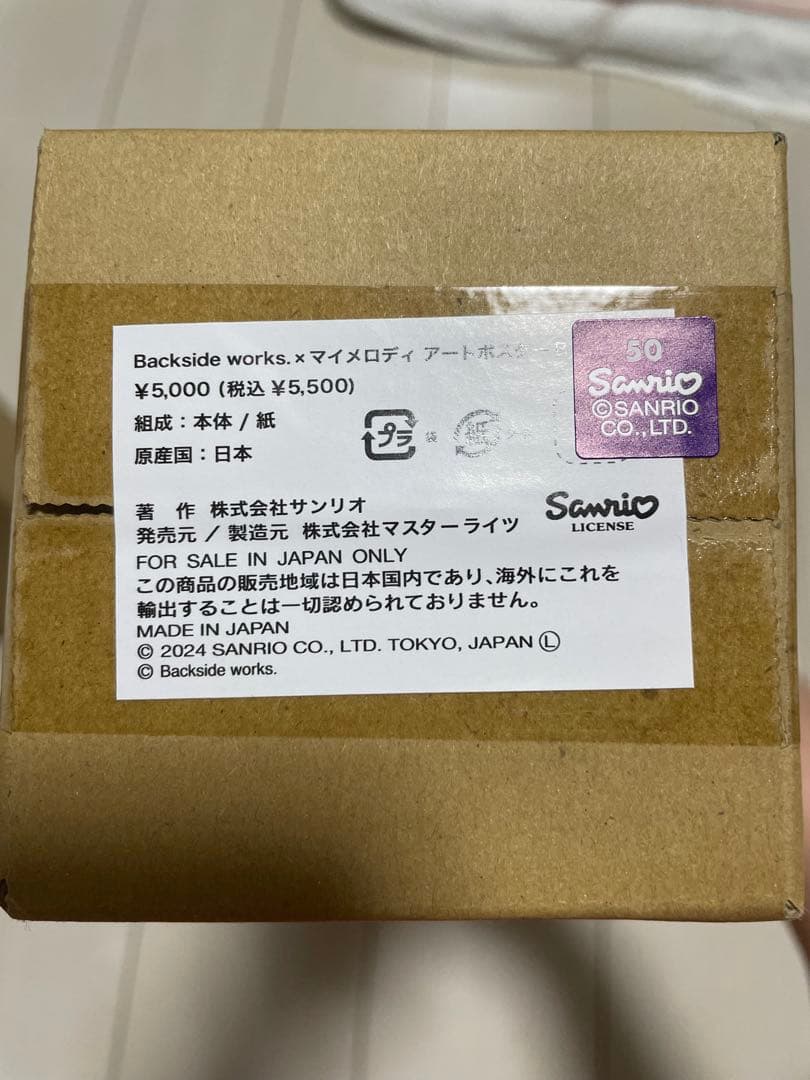 Backside works.×マイメロディ アートポスター
¥5,000 (税込 ¥5,500)
組成：本体 / 紙
原産国：日本
プラ
袋
紙
50
Sanrio
©SANRIO
CO., LTD.
著 作 株式会社サンリオ
発売元 / 製造元 株式会社マスターライツ
Sanrio
LICENSE
FOR SALE IN JAPAN ONLY
この商品の販売地域は日本国内であり、海外にこれを
輸出することは一切認められておりません。
MADE IN JAPAN
© 2024 SANRIO CO., LTD. TOKYO, JAPAN Ⓛ
© Backside works.